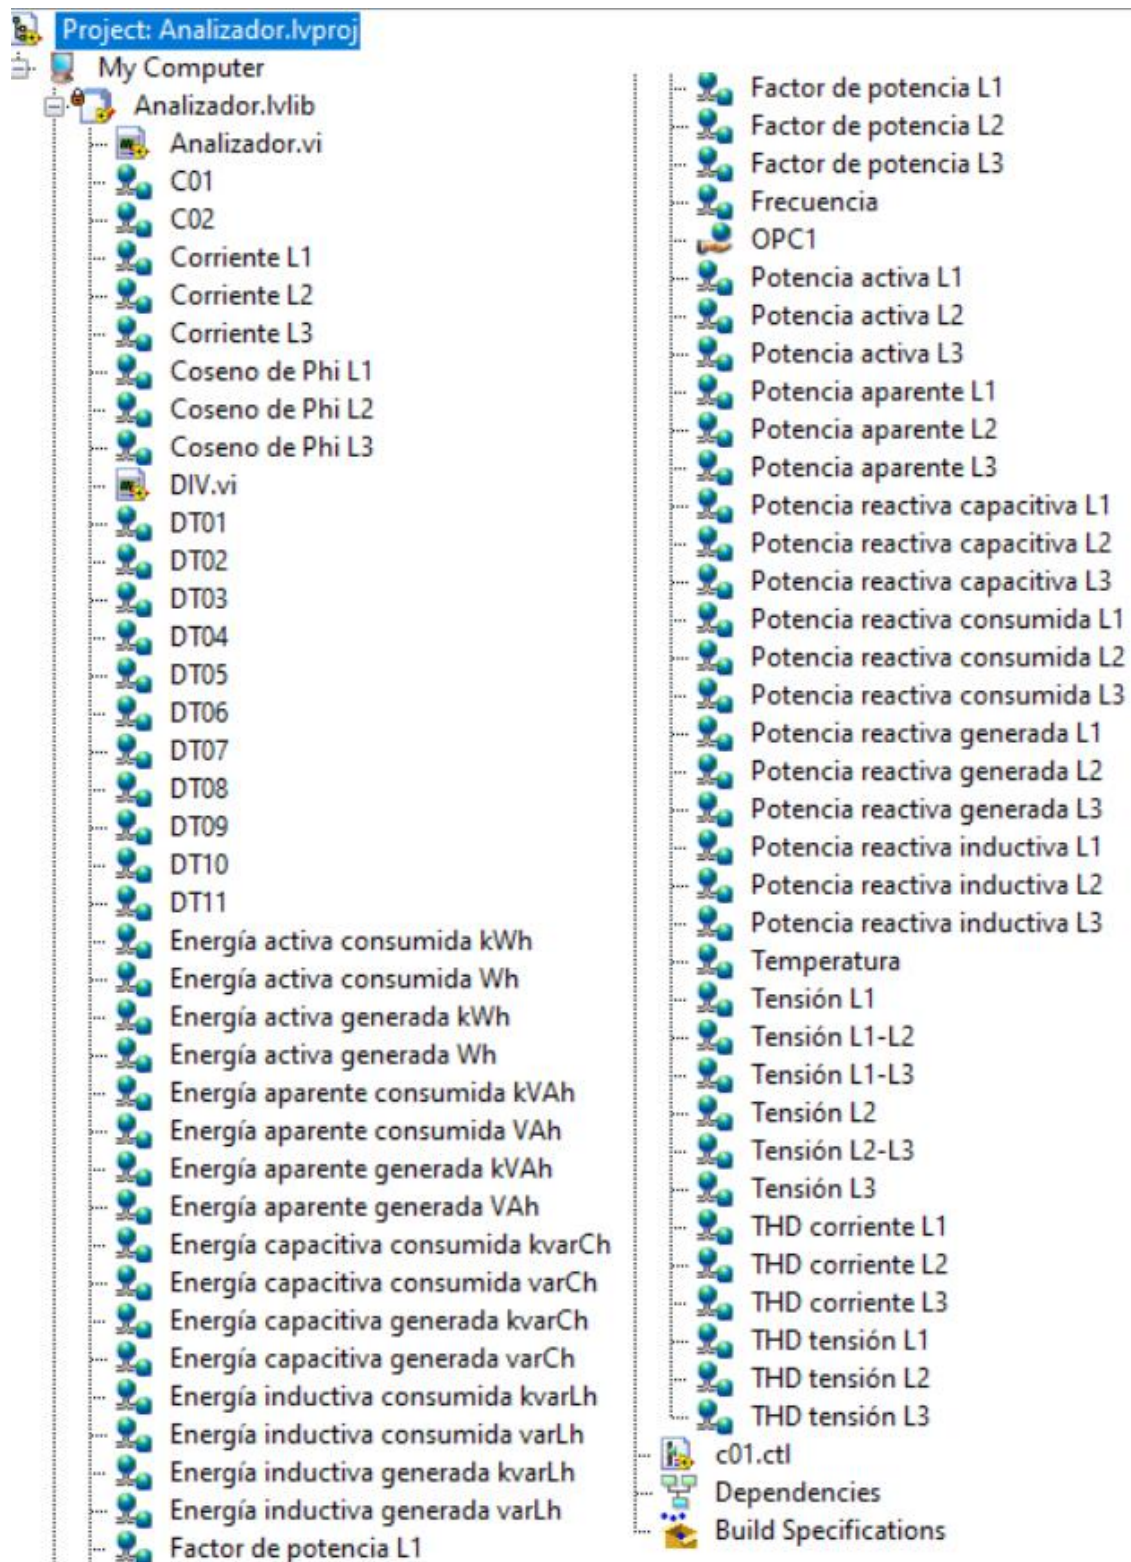 Project: Analizador.lvproj
My Computer
Analizador.lvlib
Analizador.vi
C01
C02
Corriente L1
Corriente L2
Corriente L3
Coseno de Phi L1
Coseno de Phi L2
Coseno de Phi L3
DIV.vi
DT01
DT02
DT03
DT04
DT05
DT06
DT07
DT08
DT09
DT10
DT11
Energía activa consumida kWh
Energía activa consumida Wh
Energía activa generada kWh
Energía activa generada Wh
Energía aparente consumida kVAh
Energía aparente consumida VAh
Energía aparente generada kVAh
Energía aparente generada VAh
Energía capacitiva consumida kvarCh
Energía capacitiva consumida varCh
Energía capacitiva generada kvarCh
Energía capacitiva generada varCh
Energía inductiva consumida kvarLh
Energía inductiva consumida varLh
Energía inductiva generada kvarLh
Energía inductiva generada varLh
Factor de potencia L1
Factor de potencia L1
Factor de potencia L2
Factor de potencia L3
Frecuencia
OPC1
Potencia activa L1
Potencia activa L2
Potencia activa L3
Potencia aparente L1
Potencia aparente L2
Potencia aparente L3
Potencia reactiva capacitiva L1
Potencia reactiva capacitiva L2
Potencia reactiva capacitiva L3
Potencia reactiva consumida L1
Potencia reactiva consumida L2
Potencia reactiva consumida L3
Potencia reactiva generada L1
Potencia reactiva generada L2
Potencia reactiva generada L3
Potencia reactiva inductiva L1
Potencia reactiva inductiva L2
Potencia reactiva inductiva L3
Temperatura
Tensión L1
Tensión L1-L2
Tensión L1-L3
Tensión L2
Tensión L2-L3
Tensión L3
THD corriente L1
THD corriente L2
THD corriente L3
THD tensión L1
THD tensión L2
THD tensión L3
c01.ctl
Dependencies
Build Specifications